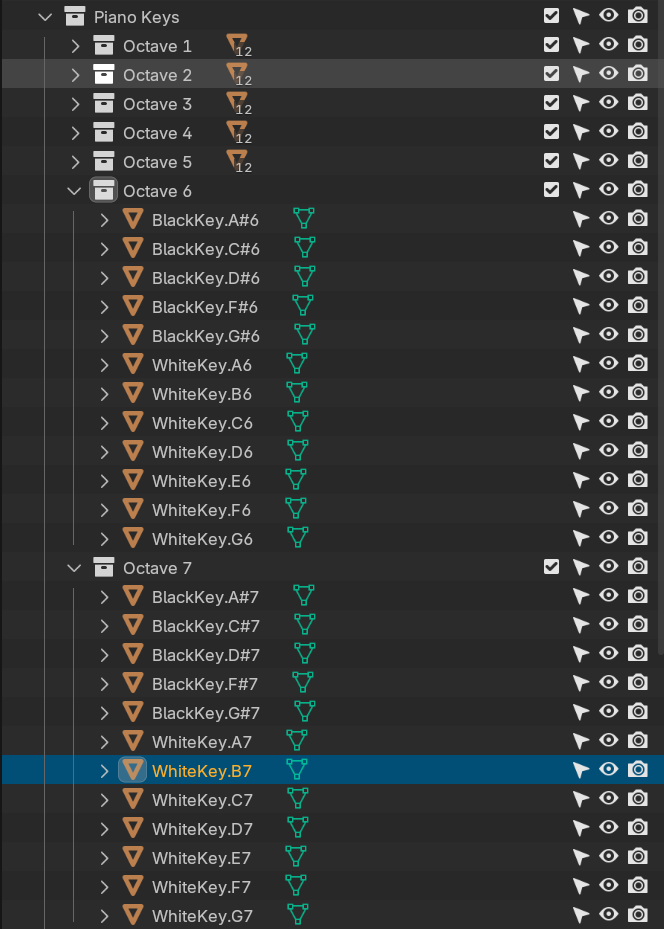 Piano Keys
Octave 1 12
Octave 2 12
Octave 3 12
Octave 4 12
Octave 5 12
Octave 6
BlackKey.A#6
BlackKey.C#6
BlackKey.D#6
BlackKey.F#6
BlackKey.G#6
WhiteKey.A6
WhiteKey.B6
WhiteKey.C6
WhiteKey.D6
WhiteKey.E6
WhiteKey.F6
WhiteKey.G6
Octave 7
BlackKey.A#7
BlackKey.C#7
BlackKey.D#7
BlackKey.F#7
BlackKey.G#7
WhiteKey.A7
WhiteKey.B7
WhiteKey.C7
WhiteKey.D7
WhiteKey.E7
WhiteKey.F7
WhiteKey.G7